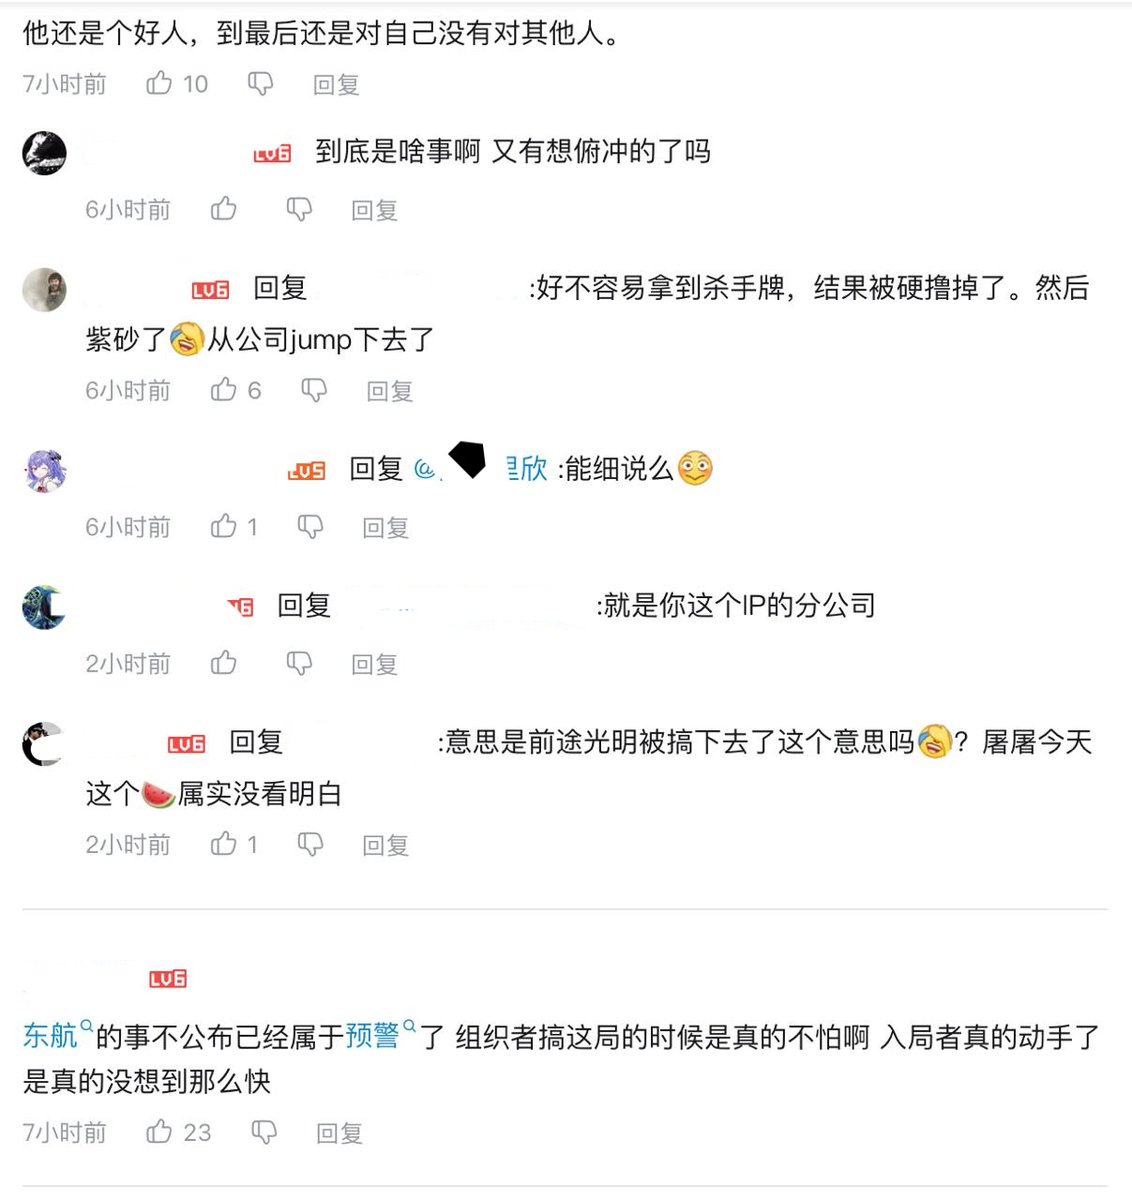 他还是个好人，到最后还是对自己没有对其他人。
7小时前 10 回复
LV6 到底是啥事啊 又有想俯冲的了吗
6小时前 回复
LV6 回复 :好不容易拿到杀手牌，结果被硬撸掉了。然后
紫砂了从公司jump下去了
6小时前 6 回复
LV5 回复 @ 欣 :能细说么
6小时前 1 回复
6 回复 :就是你这个IP的分公司
2小时前 回复
LV6 回复 :意思是前途光明被搞下去了这个意思吗？屠屠今天
这个属实没看明白
2小时前 1 回复
LV6
东航的事不公布已经属于预警了 组织者搞这局的时候是真的不怕啊 入局者真的动手了
是真的没想到那么快
7小时前 23 回复